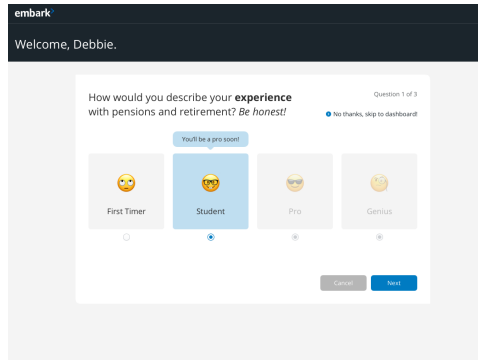 embark
Welcome, Debbie.
How would you describe your experience
with pensions and retirement? Be honest!
Question 1 of 3
No thanks, skip to dashboard!
You'll be a pro soon!
First Timer
Student
Pro
Genius
Cancel
Next